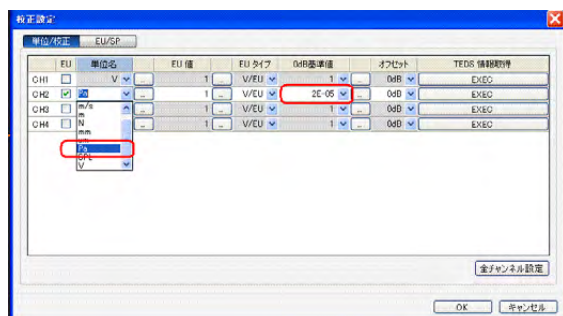 校正設定
単位/校正 EU/SP
EU 単位名 EU 値 EU タイプ 0dB基準値 オフセット TEDS 情報取得
CH1 V ... 1 ... V/EU 1 ... 0dB EXEC
CH2 Pa ... 1 ... V/EU 2E-05 ... 0dB EXEC
CH3 ... 1 ... V/EU 1 ... 0dB EXEC
CH4 ... 1 ... V/EU 1 ... 0dB EXEC
m/s
m
N
mm
Pa
SPL
V
全チャンネル設定
OK キャンセル